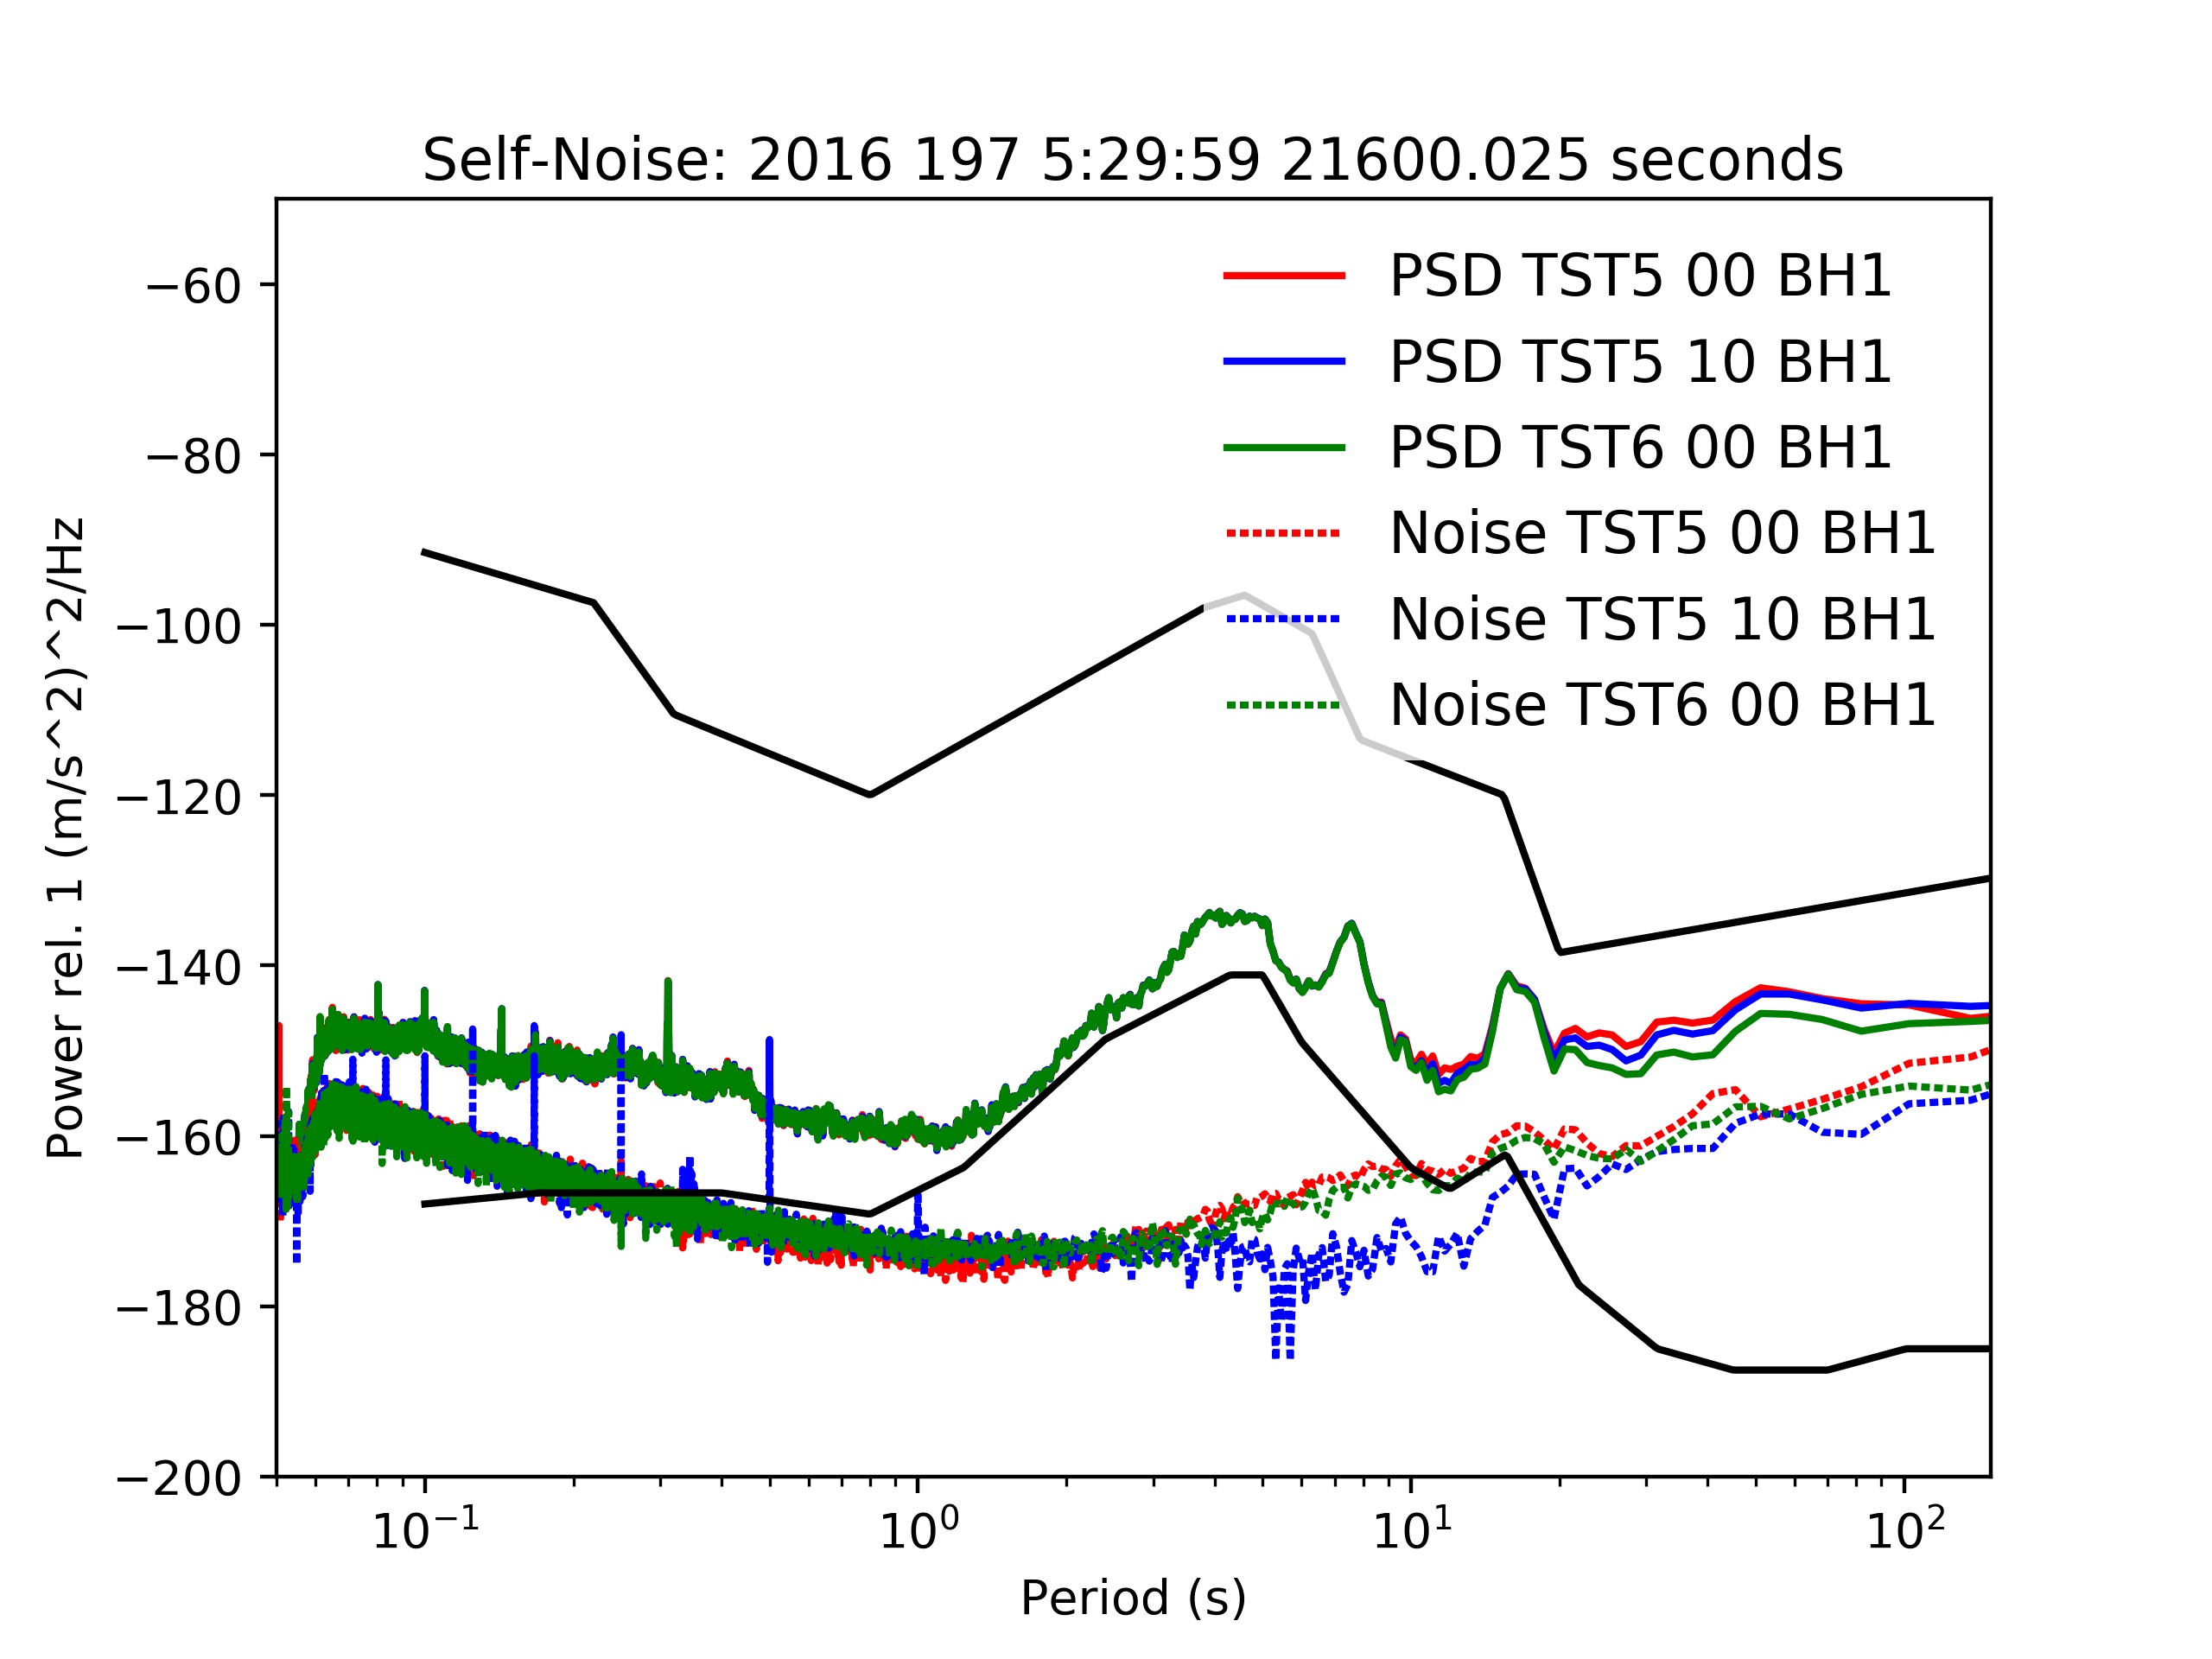 Self-Noise: 2016 197 5:29:59 21600.025 seconds
PSD TST5 00 BH1
PSD TST5 10 BH1
PSD TST6 00 BH1
Noise TST5 00 BH1
Noise TST5 10 BH1
Noise TST6 00 BH1
Power rel. 1 (m/s^2)^2/Hz
−60
−80
−100
−120
−140
−160
−180
−200
10⁻¹ 10⁰ 10¹ 10²
Period (s)